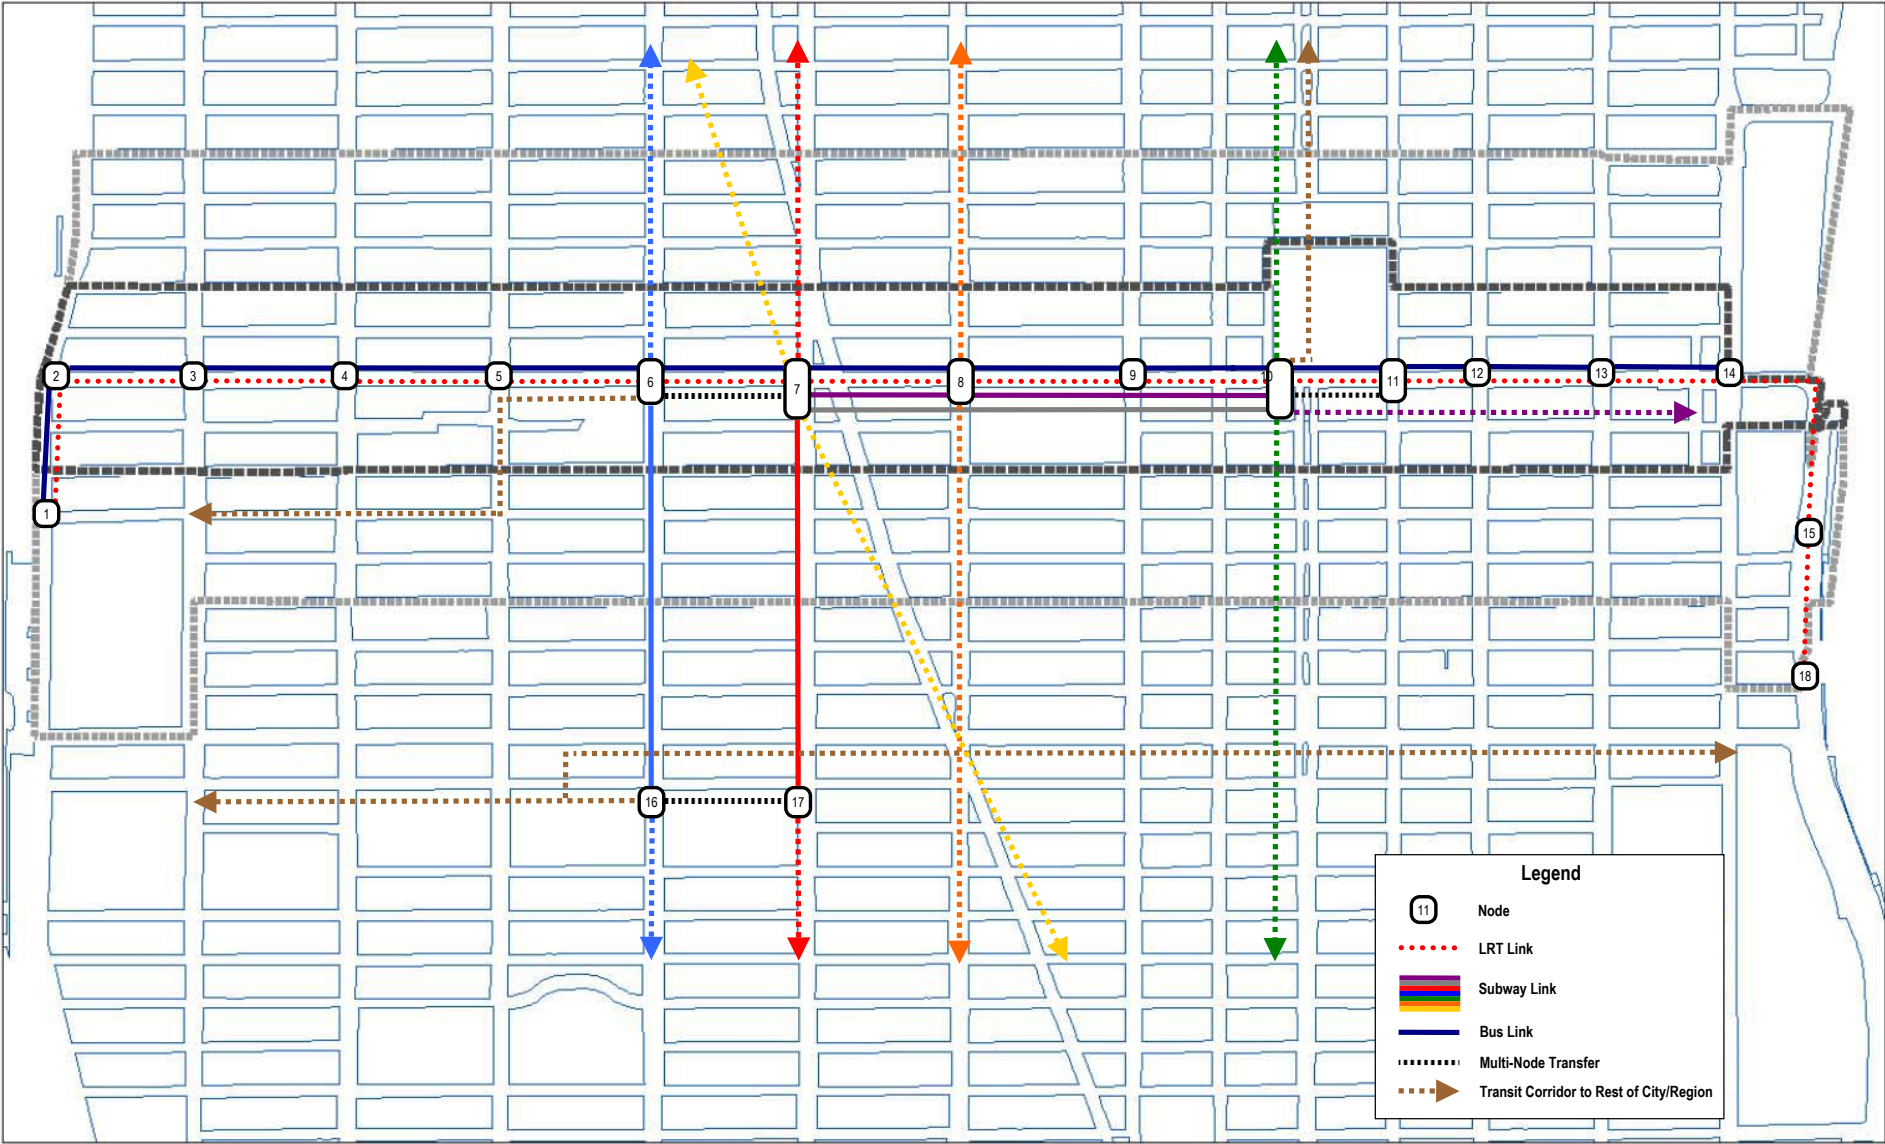 2
3
4
5
6
7
8
9
10
11
12
13
14
1
15
18
16
17
Legend
11 Node
LRT Link
Subway Link
Bus Link
Multi-Node Transfer
Transit Corridor to Rest of City/Region